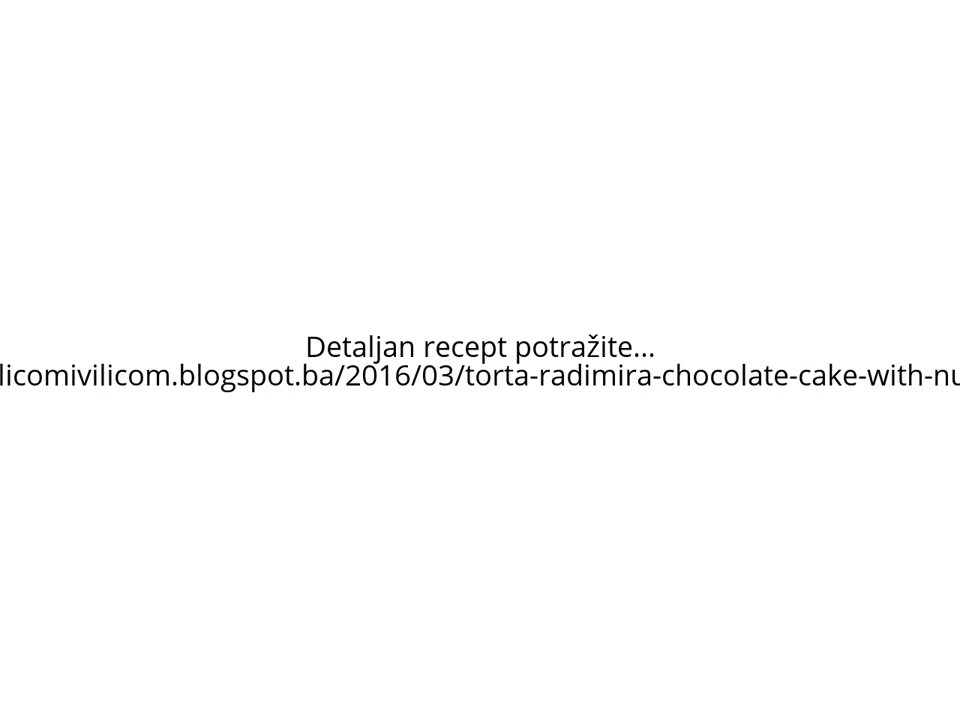 Detaljan recept potražite...
licomivilicom.blogspot.ba/2016/03/torta-radimira-chocolate-cake-with-nu